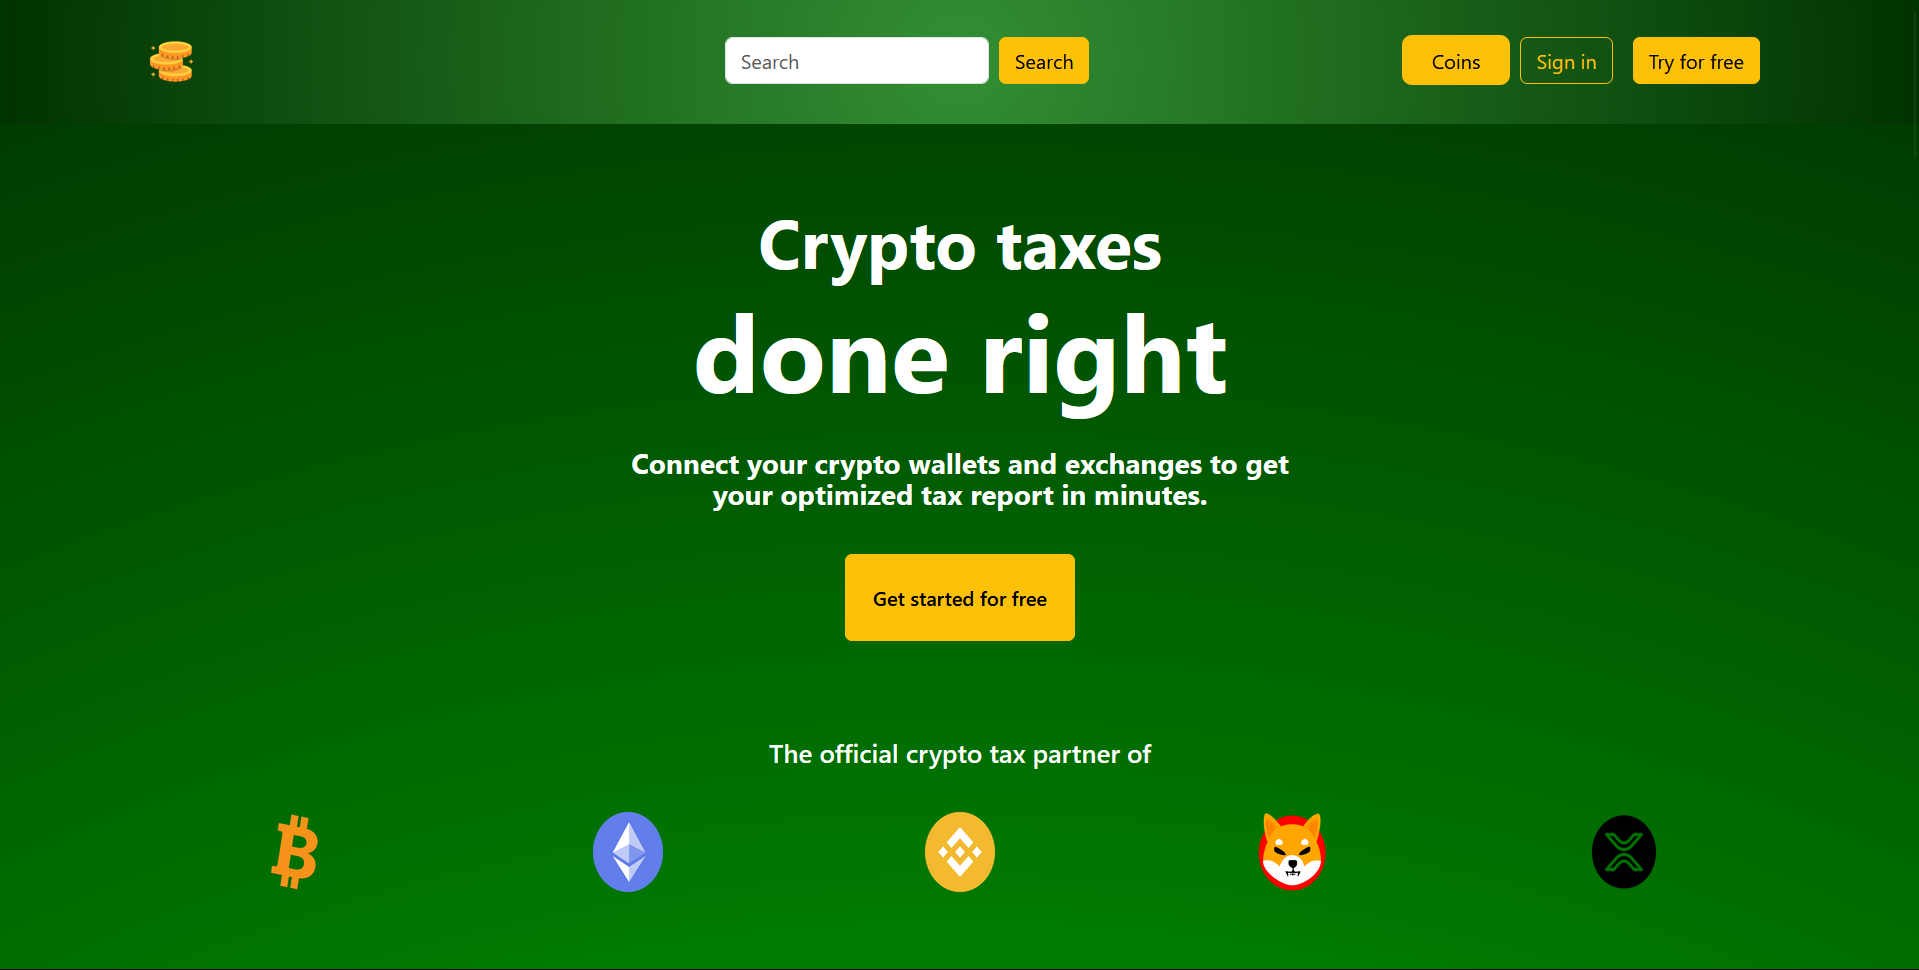 Search
Search
Coins
Sign in
Try for free
Crypto taxes
done right
Connect your crypto wallets and exchanges to get
your optimized tax report in minutes.
Get started for free
The official crypto tax partner of